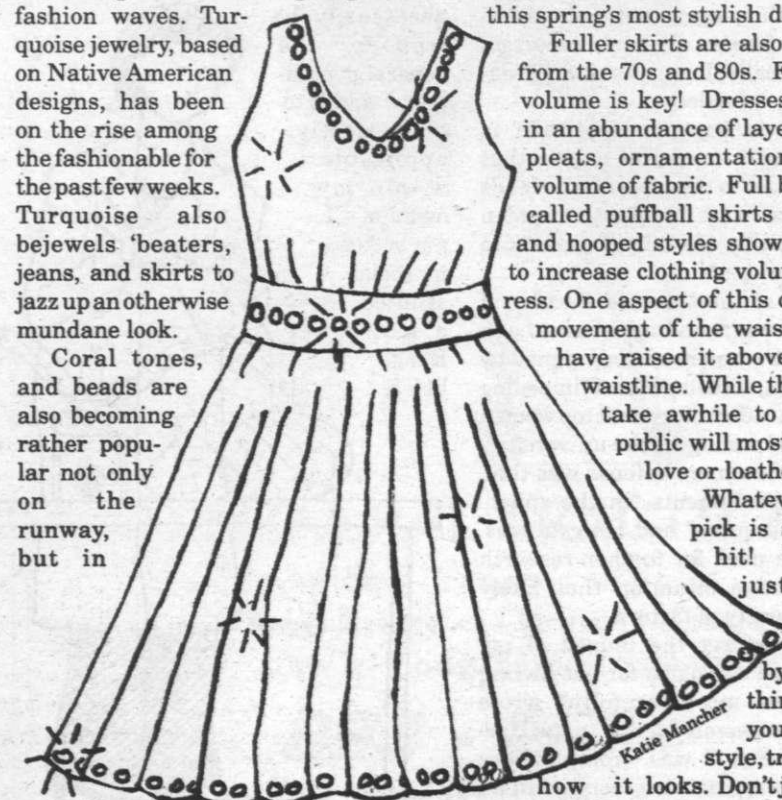 fashion waves. Tur-
quoise jewelry, based
on Native American
designs, has been
on the rise among
the fashionable for
the past few weeks.
Turquoise also
bejewels ‘beaters,
jeans, and skirts to
jazz up an otherwise
mundane look.
Coral tones,
and beads are
also becoming
rather popu-
lar not only
on the
runway,
but in
this spring's most stylish d
Fuller skirts are also
from the 70s and 80s. F
volume is key! Dresses
in an abundance of laye
pleats, ornamentation
volume of fabric. Full
called puffball skirts
and hooped styles show
to increase clothing volu
ress. One aspect of this
movement of the wais
have raised it above
waistline. While th
take awhile to
public will mos
love or loathe
Whatev
pick is
hit!
just
by
thi
you
style, tr
how it looks. Don't
Katie Mancher